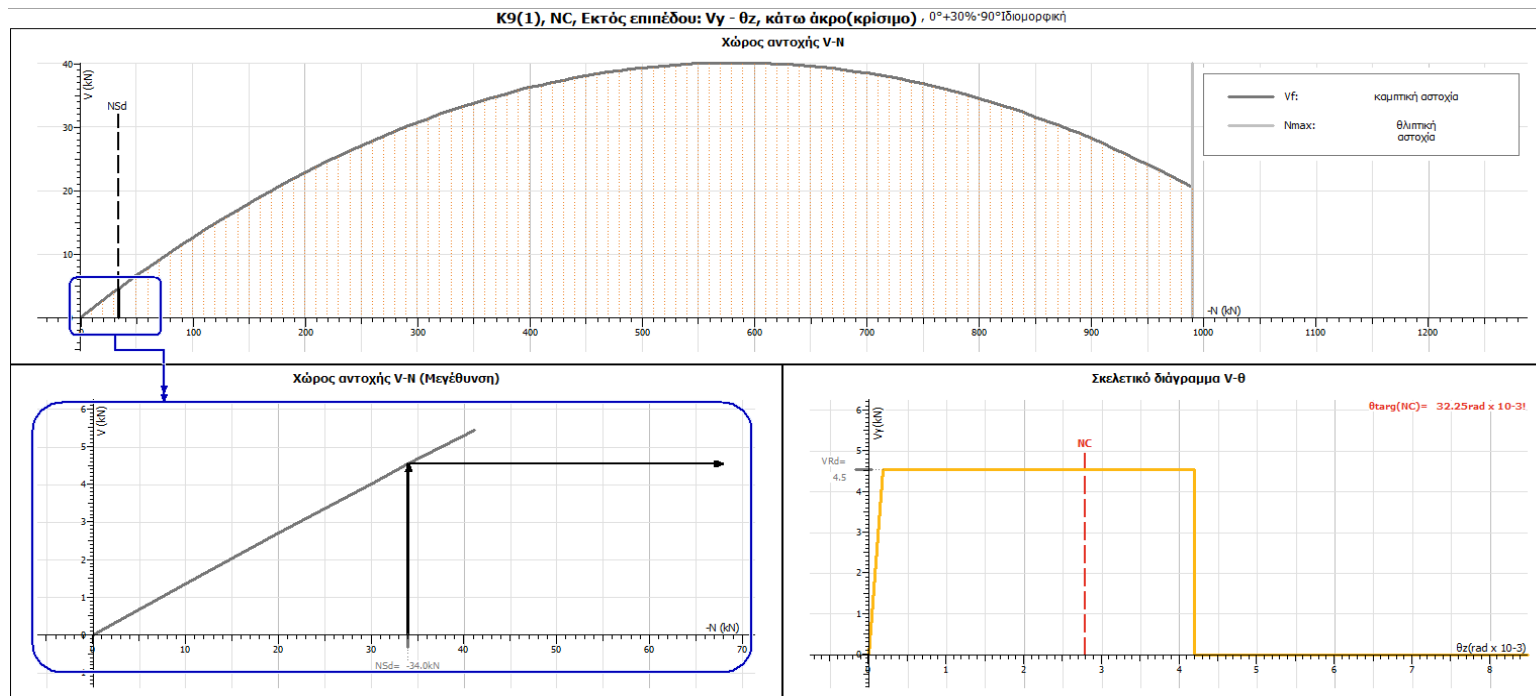 K9(1), NC, Εκτός επιπέδου: Vy - θz, κάτω άκρο(κρίσιμο) , 0°+30%-90°Ιδιομορφική
Χώρος αντοχής V-N
V (kN)
40
30
20
10
NSd
0 100 200 300 400 500 600 700 800 900 1000 1100 1200
-N (kN)
Vf: καμπτική αστοχία
Nmax: θλιπτική
αστοχία
Χώρος αντοχής V-N (Μεγέθυνση)
V (kN)
6
5
4
3
2
1
0
-1
0 10 20 30 40 50 60 70
-N (kN)
NSd= -34.0kN
Σκελετικό διάγραμμα V-θ
θtarg(NC)= 32.25rad x 10-3!
Vy(kN)
NC
VRd=
4.5
6
5
4
3
2
1
0
0 1 2 3 4 5 6 7 8
θz(rad x 10-3)